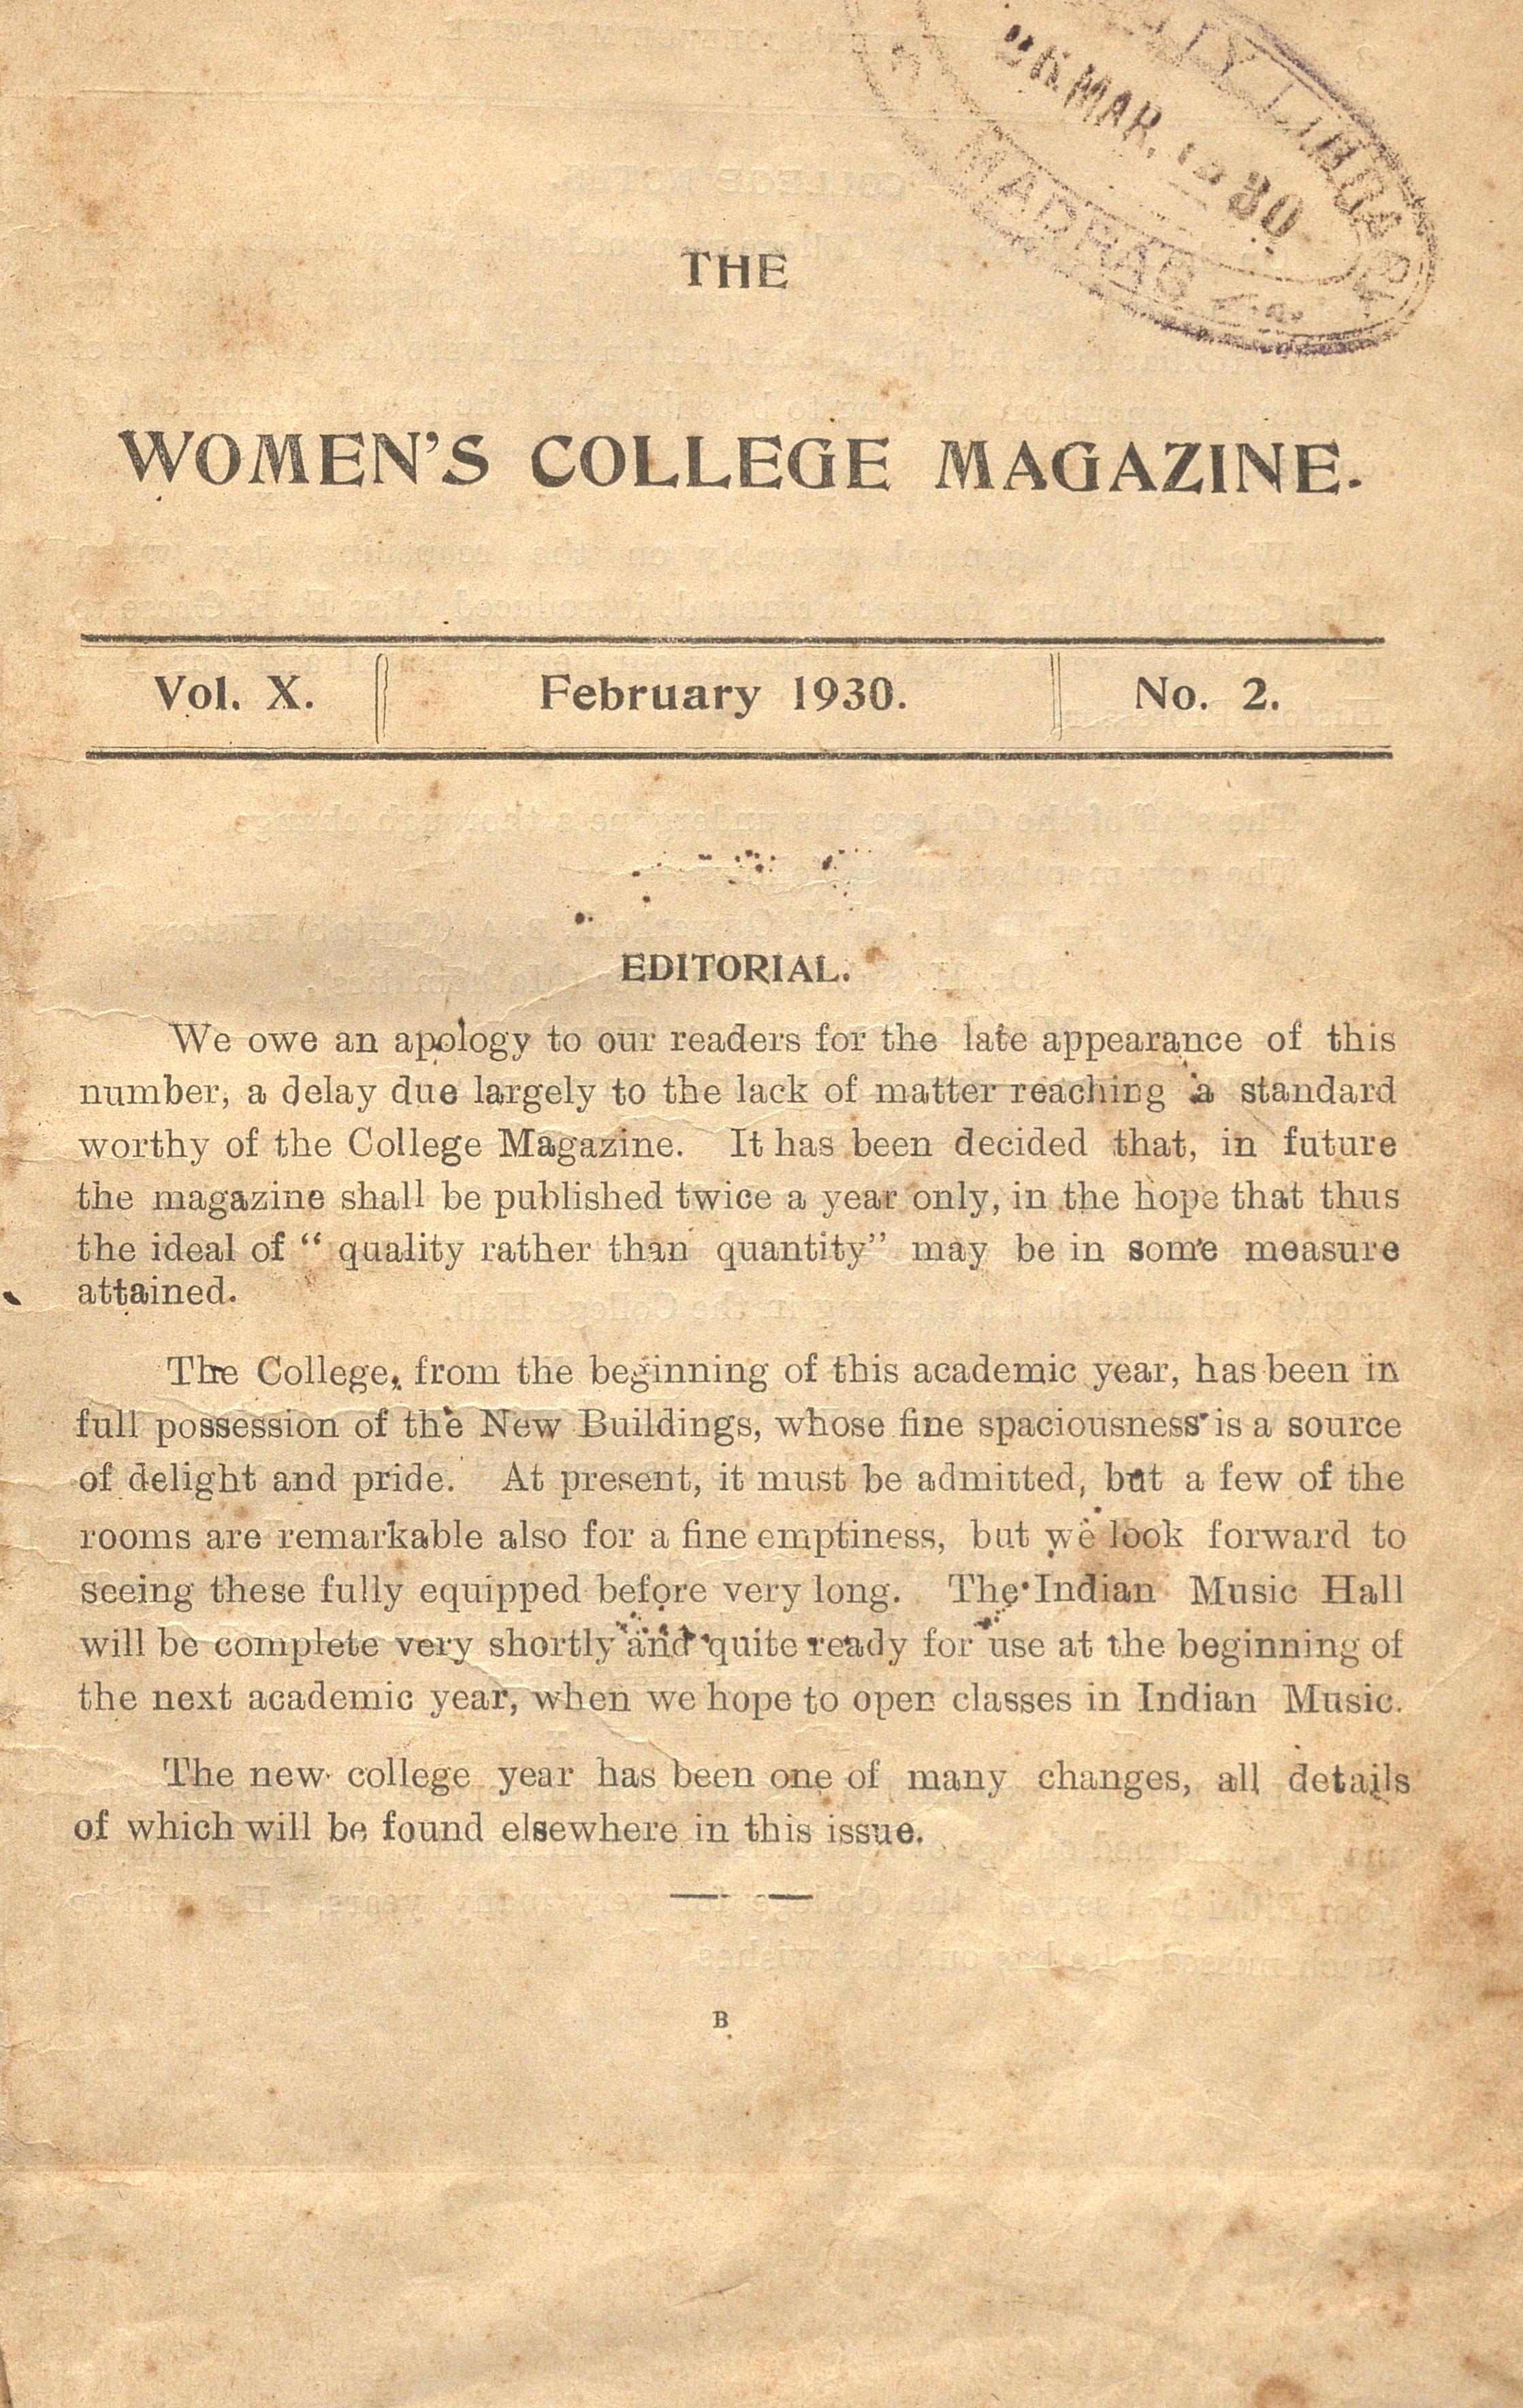 LIBRARY
MAR.
MADRAS
THE
WOMEN'S COLLEGE MAGAZINE.
Vol. X. February 1930. No. 2.
EDITORIAL.
We owe an apology to our readers for the late appearance of this
number, a delay due largely to the lack of matter reaching a standard
worthy of the College Magazine. It has been decided that, in future
the magazine shall be published twice a year only, in the hope that thus
the ideal of “ quality rather than quantity” may be in some measure
attained.
The College, from the beginning of this academic year, has been in
full possession of the New Buildings, whose fine spaciousness is a source
of delight and pride. At present, it must be admitted, but a few of the
rooms are remarkable also for a fine emptiness, but we look forward to
seeing these fully equipped before very long. The Indian Music Hall
will be complete very shortly and quite ready for use at the beginning of
the next academic year, when we hope to open classes in Indian Music.
The new college year has been one of many changes, all details
of which will be found elsewhere in this issue.
B